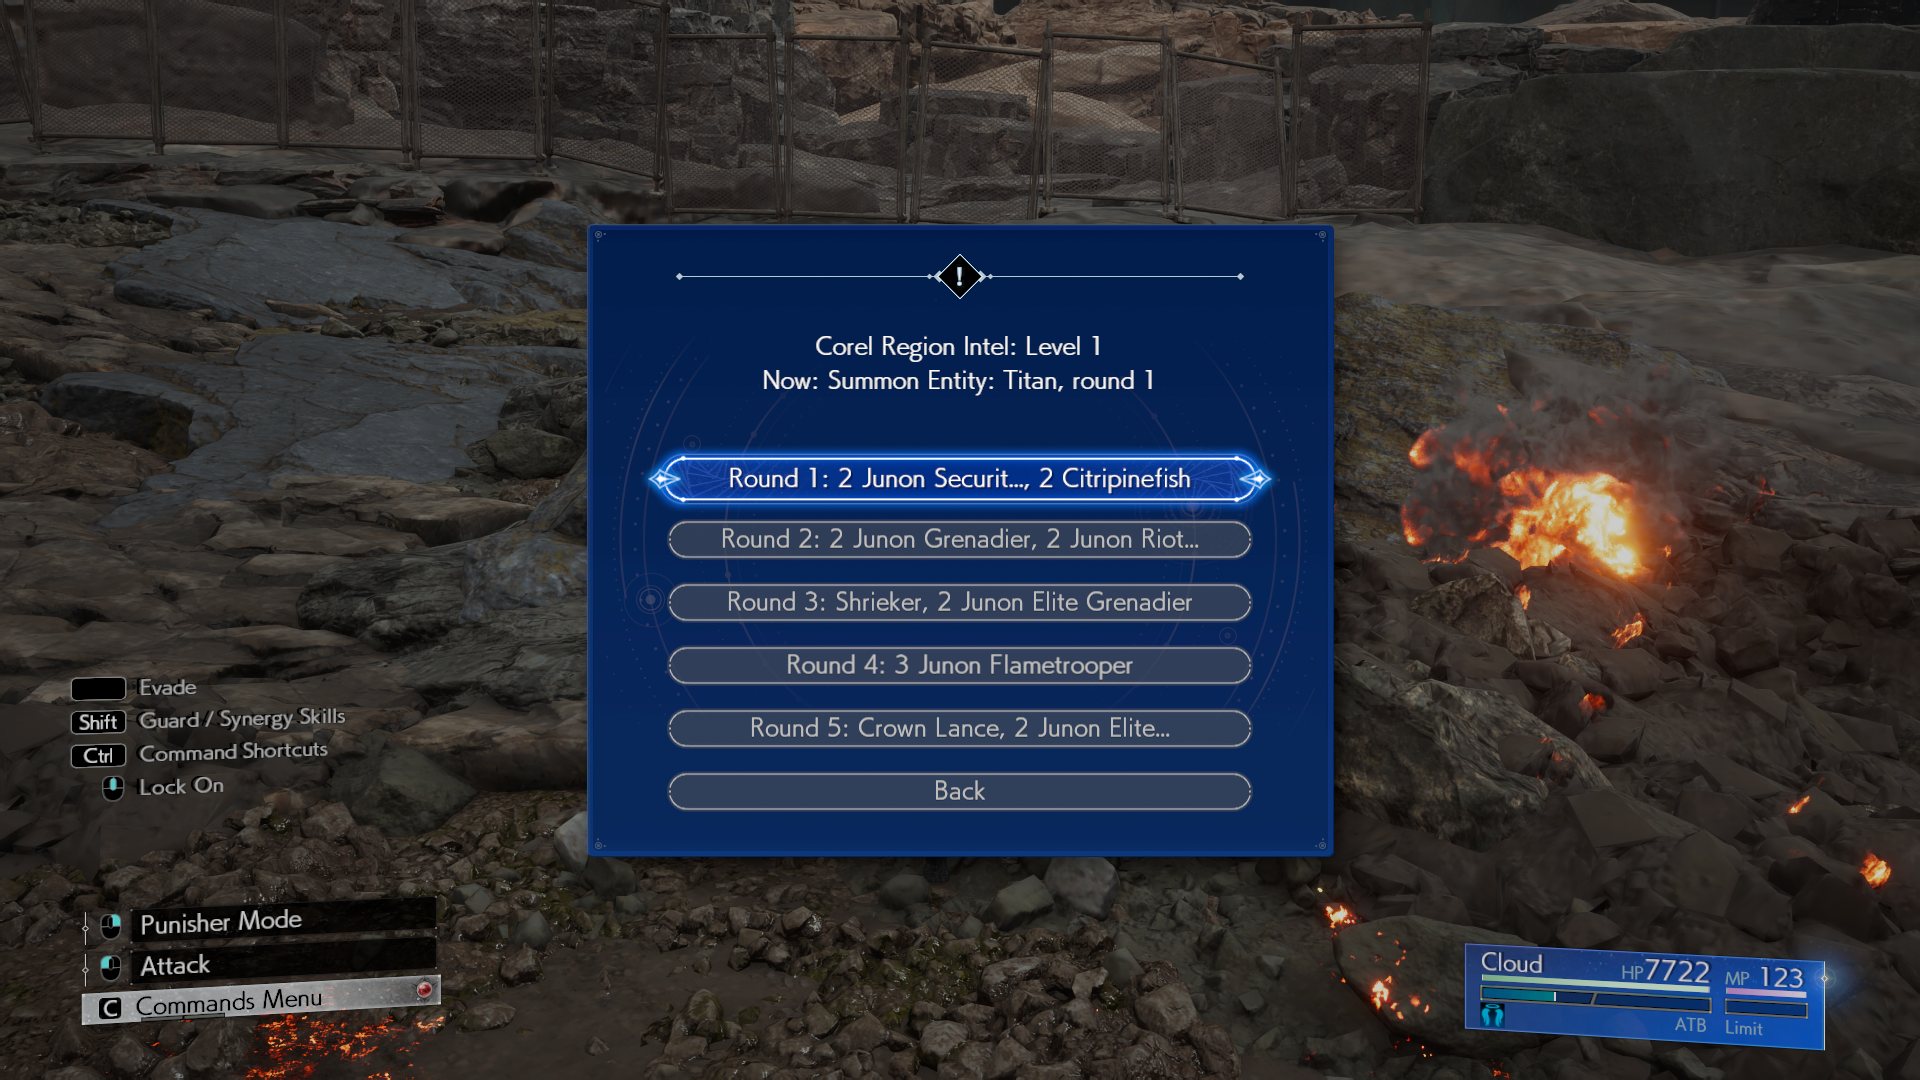 !
Corel Region Intel: Level 1
Now: Summon Entity: Titan, round 1
Round 1: 2 Junon Securit..., 2 Citripinefish
Round 2: 2 Junon Grenadier, 2 Junon Riot...
Round 3: Shrieker, 2 Junon Elite Grenadier
Round 4: 3 Junon Flametrooper
Round 5: Crown Lance, 2 Junon Elite...
Back
Evade
Shift Guard / Synergy Skills
Ctrl Command Shortcuts
Lock On
Punisher Mode
Attack
C Commands Menu
Cloud HP 7722 MP 123
ATB Limit